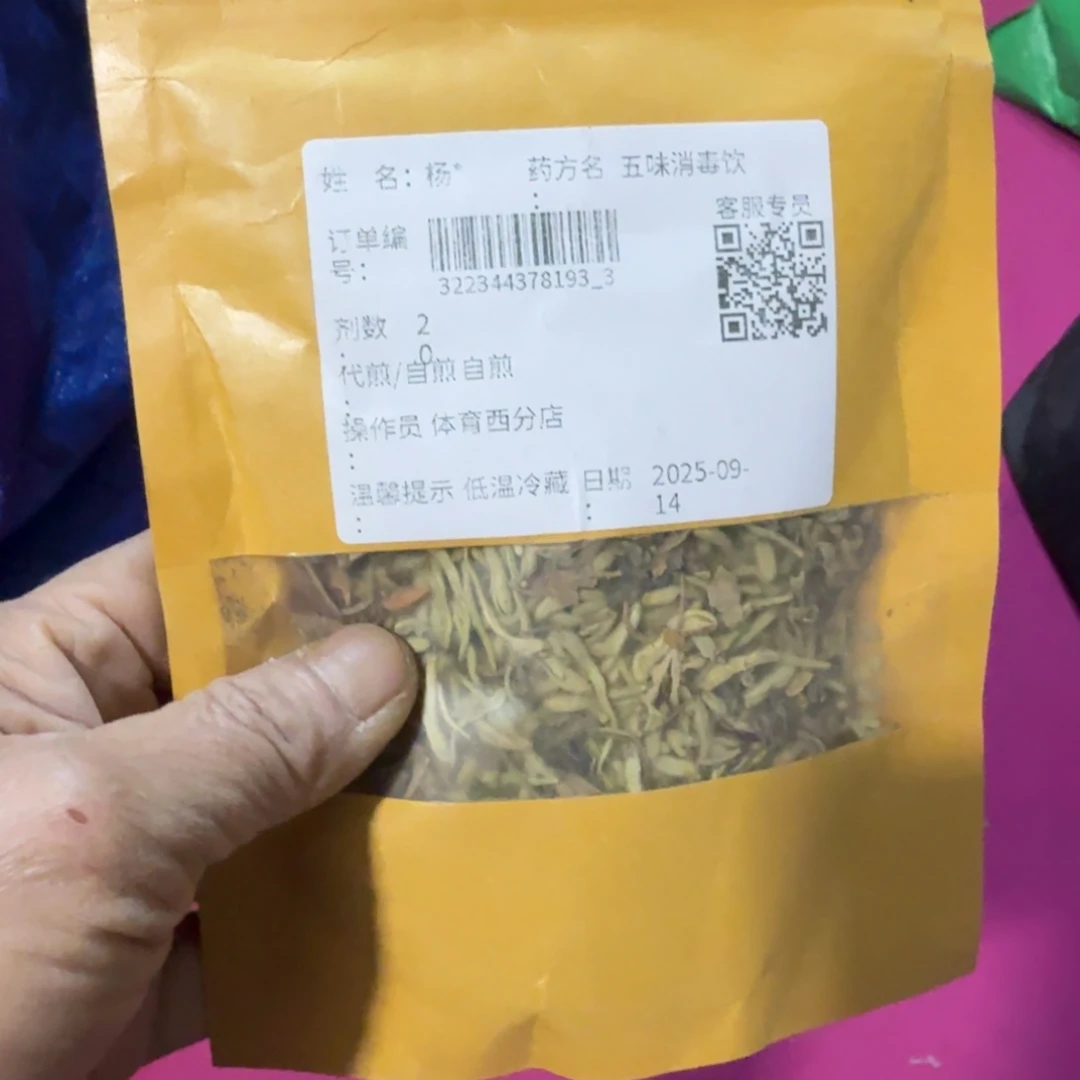 姓 名：杨* 药方名：五味消毒饮
客服专员
订单编号：
322344378193_3
剂数：20
代煎/自煎：自煎
操作员：体育西分店
温馨提示：低温冷藏 日期：2025-09-14